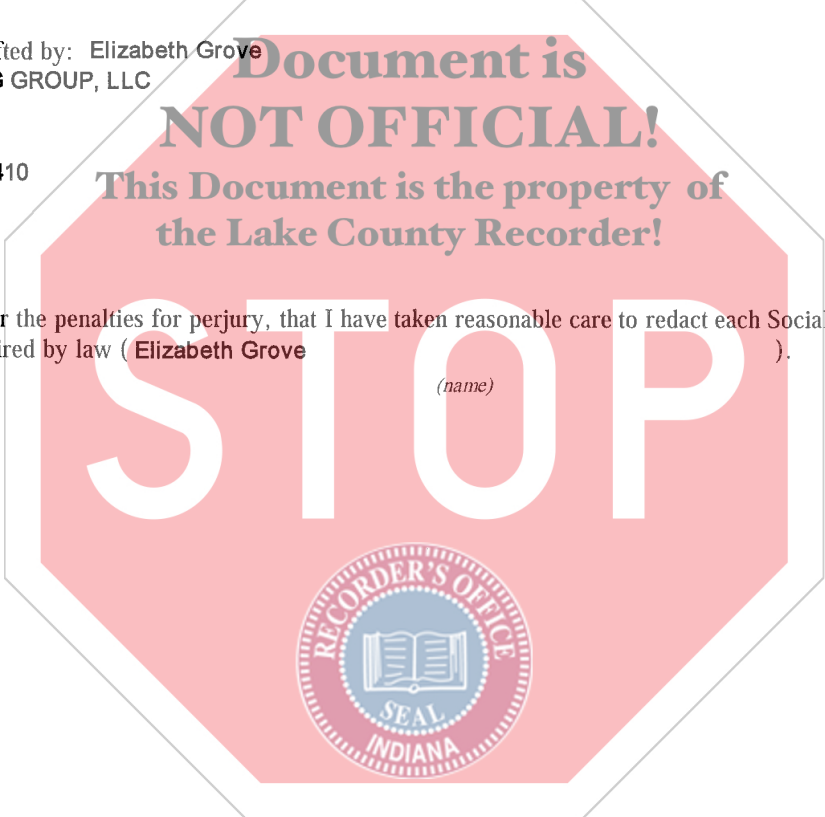 fted by: Elizabeth Grove
Document is
GROUP, LLC
NOT OFFICIAL!
410
This Document is the property of
the Lake County Recorder!
r the penalties for perjury, that I have taken reasonable care to redact each Social
ired by law ( Elizabeth Grove ).
(name)
STOP
RECORDER'S OFFICE
SEAL
INDIANA